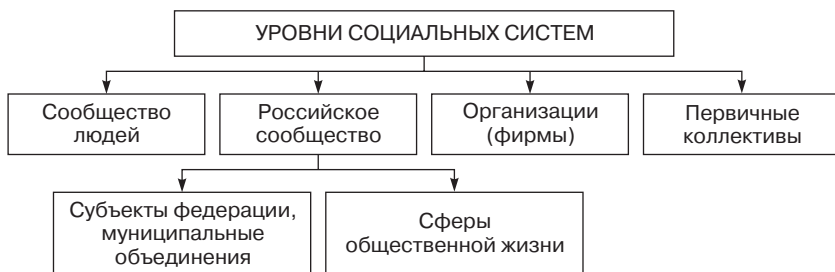 УРОВНИ СОЦИАЛЬНЫХ СИСТЕМ
Сообщество
людей
Российское
сообщество
Организации
(фирмы)
Первичные
коллективы
Субъекты федерации,
муниципальные
объединения
Сферы
общественной жизни